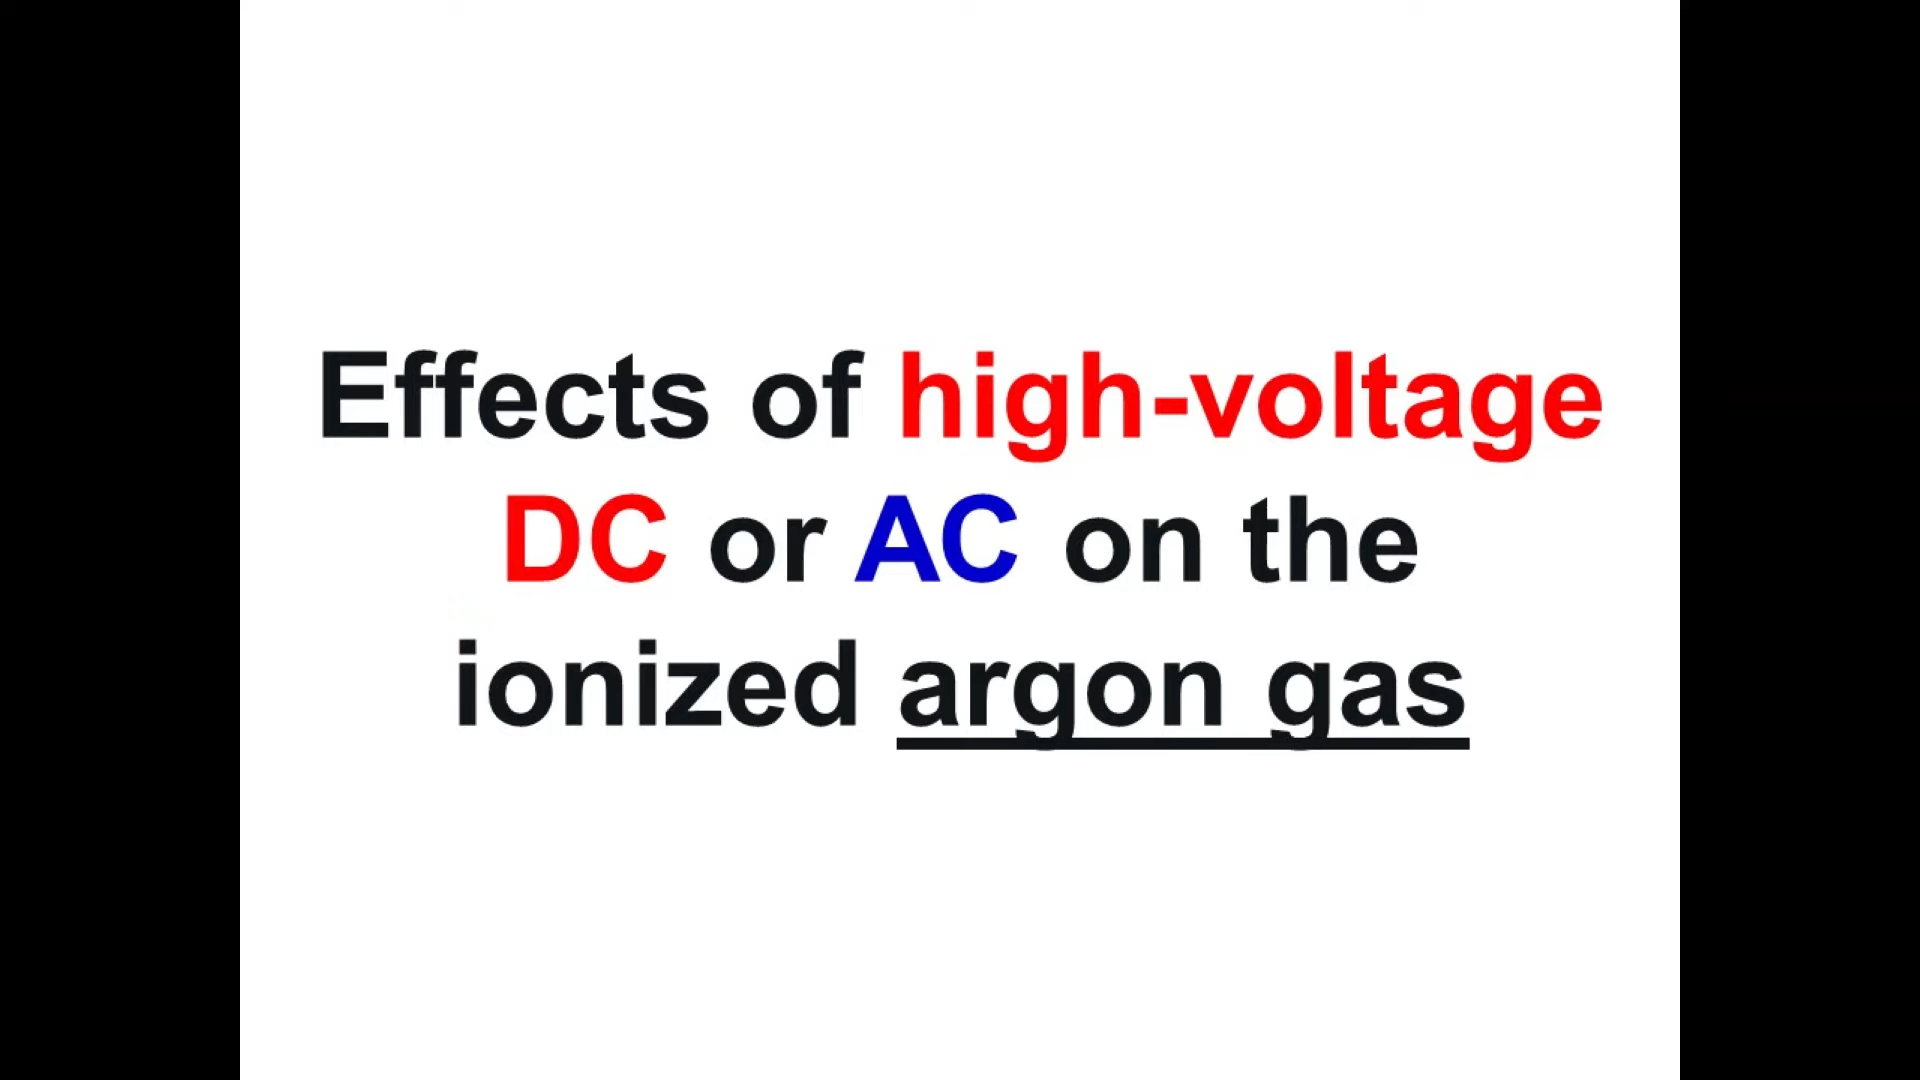 Effects of high-voltage
DC or AC on the
ionized argon gas